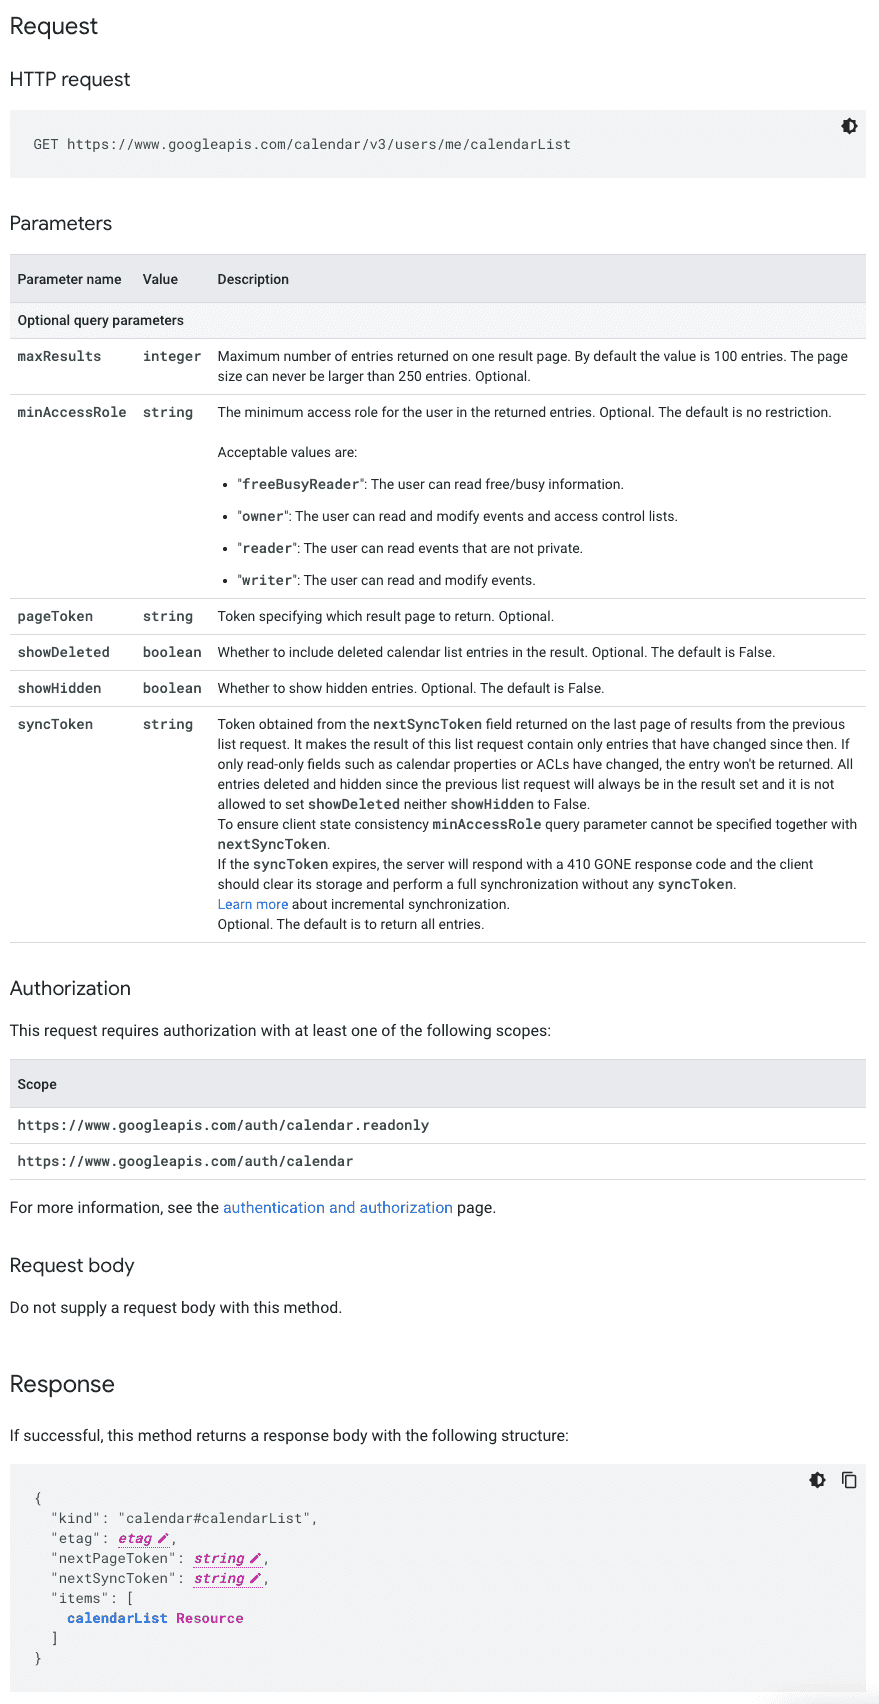 Request
HTTP request
GET https://www.googleapis.com/calendar/v3/users/me/calendarList
Parameters
Parameter name Value Description
Optional query parameters
maxResults integer Maximum number of entries returned on one result page. By default the value is 100 entries. The page
size can never be larger than 250 entries. Optional.
minAccessRole string The minimum access role for the user in the returned entries. Optional. The default is no restriction.
Acceptable values are:
• "freeBusyReader": The user can read free/busy information.
• "owner": The user can read and modify events and access control lists.
• "reader": The user can read events that are not private.
• "writer": The user can read and modify events.
pageToken string Token specifying which result page to return. Optional.
showDeleted boolean Whether to include deleted calendar list entries in the result. Optional. The default is False.
showHidden boolean Whether to show hidden entries. Optional. The default is False.
syncToken string Token obtained from the nextSyncToken field returned on the last page of results from the previous
list request. It makes the result of this list request contain only entries that have changed since then. If
only read-only fields such as calendar properties or ACLs have changed, the entry won't be returned. All
entries deleted and hidden since the previous list request will always be in the result set and it is not
allowed to set showDeleted neither showHidden to False.
To ensure client state consistency minAccessRole query parameter cannot be specified together with
nextSyncToken.
If the syncToken expires, the server will respond with a 410 GONE response code and the client
should clear its storage and perform a full synchronization without any syncToken.
Learn more about incremental synchronization.
Optional. The default is to return all entries.
Authorization
This request requires authorization with at least one of the following scopes:
Scope
https://www.googleapis.com/auth/calendar.readonly
https://www.googleapis.com/auth/calendar
For more information, see the authentication and authorization page.
Request body
Do not supply a request body with this method.
Response
If successful, this method returns a response body with the following structure:
{
"kind": "calendar#calendarList",
"etag": etag,
"nextPageToken": string,
"nextSyncToken": string,
"items": [
calendarList Resource
]
}